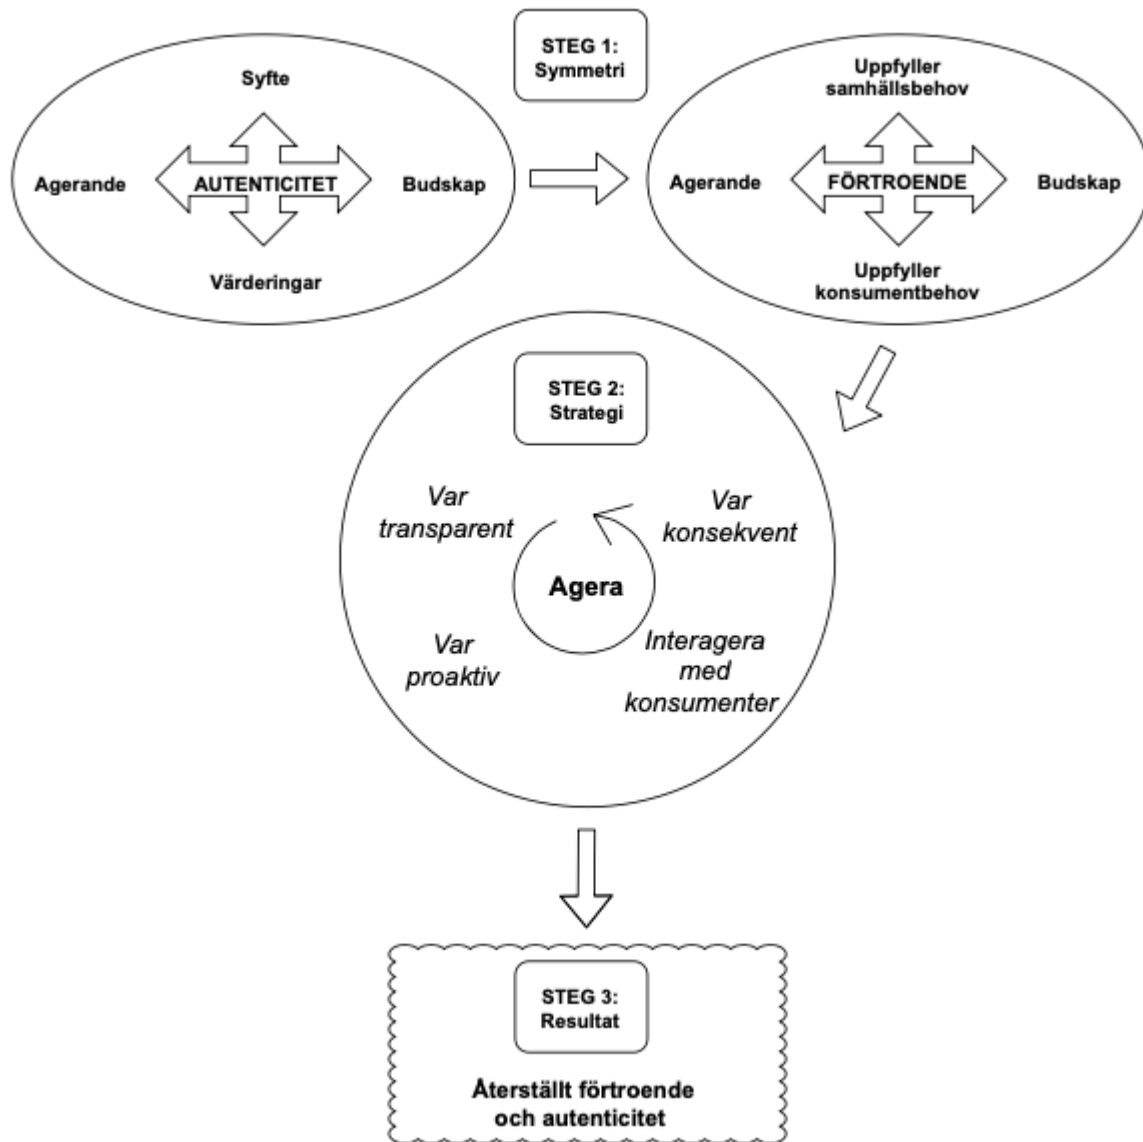 STEG 1:
Symmetri
Syfte
Agerande
AUTENTICITET
Budskap
Värderingar
Uppfyller
samhällsbehov
Agerande
FÖRTROENDE
Budskap
Uppfyller
konsumentbehov
STEG 2:
Strategi
Var
transparent
Var
konsekvent
Agera
Var
proaktiv
Interagera
med
konsumenter
STEG 3:
Resultat
Återställt förtroende
och autenticitet